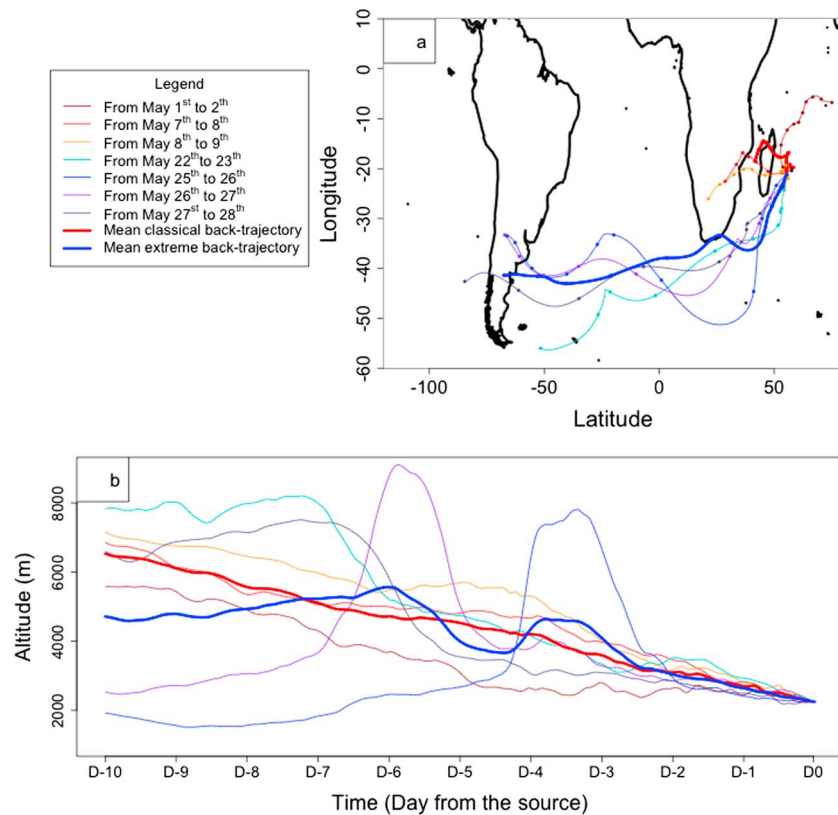 Legend
From May 1st to 2th
From May 7th to 8th
From May 8th to 9th
From May 22th to 23th
From May 25th to 26th
From May 26th to 27th
From May 27st to 28th
Mean classical back-trajectory
Mean extreme back-trajectory
a
Longitude
10
0
-10
-20
-30
-40
-50
-60
-100
-50
0
50
Latitude
b
Altitude (m)
8000
6000
4000
2000
D-10
D-9
D-8
D-7
D-6
D-5
D-4
D-3
D-2
D-1
D0
Time (Day from the source)